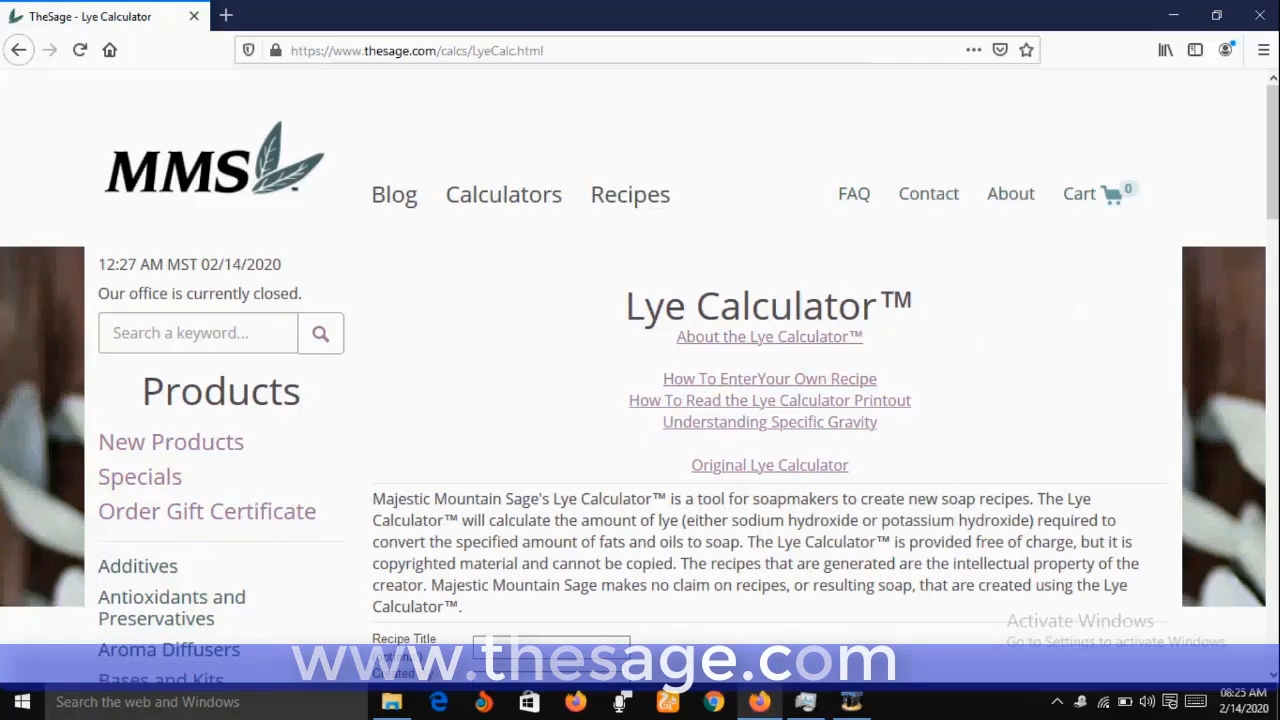 TheSage - Lye Calculator
https://www.thesage.com/calcs/LyeCalc.html
MMS
Blog Calculators Recipes
FAQ Contact About Cart 0
12:27 AM MST 02/14/2020
Our office is currently closed.
Search a keyword...
Products
New Products
Specials
Order Gift Certificate
Additives
Antioxidants and
Preservatives
Aroma Diffusers
Bases and Kits
Lye Calculator™
About the Lye Calculator™
How To EnterYour Own Recipe
How To Read the Lye Calculator Printout
Understanding Specific Gravity
Original Lye Calculator
Majestic Mountain Sage's Lye Calculator™ is a tool for soapmakers to create new soap recipes. The Lye
Calculator™ will calculate the amount of lye (either sodium hydroxide or potassium hydroxide) required to
convert the specified amount of fats and oils to soap. The Lye Calculator™ is provided free of charge, but it is
copyrighted material and cannot be copied. The recipes that are generated are the intellectual property of the
creator. Majestic Mountain Sage makes no claim on recipes, or resulting soap, that are created using the Lye
Calculator™.
Recipe Title
Created
Activate Windows
Go to Settings to activate Windows.
www.thesage.com
Search the web and Windows
08:25 AM
2/14/2020